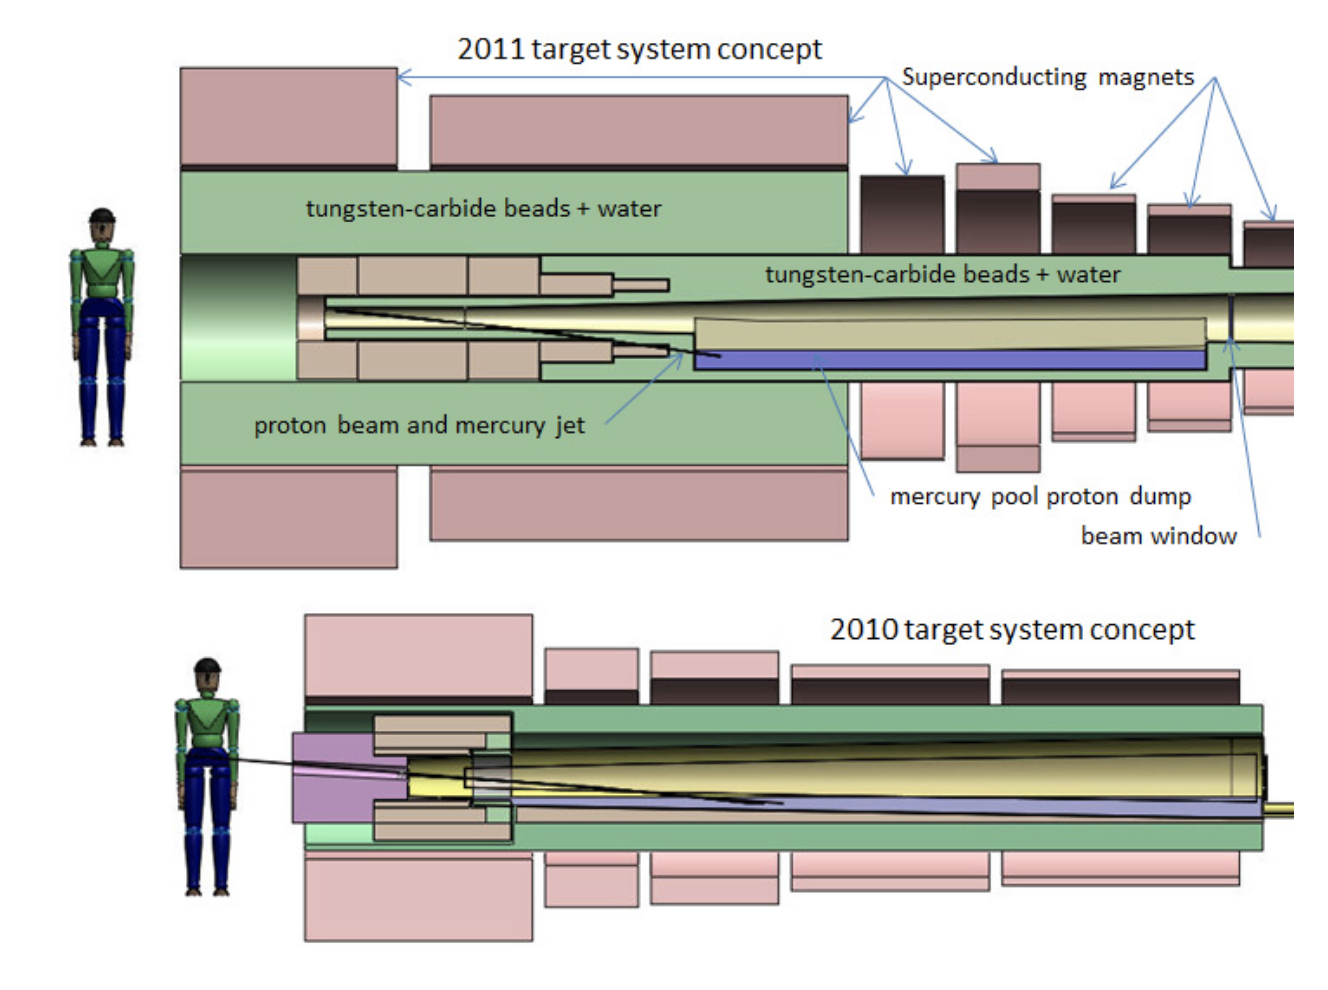 2011 target system concept
Superconducting magnets
tungsten-carbide beads + water
tungsten-carbide beads + water
proton beam and mercury jet
mercury pool proton dump
beam window
2010 target system concept